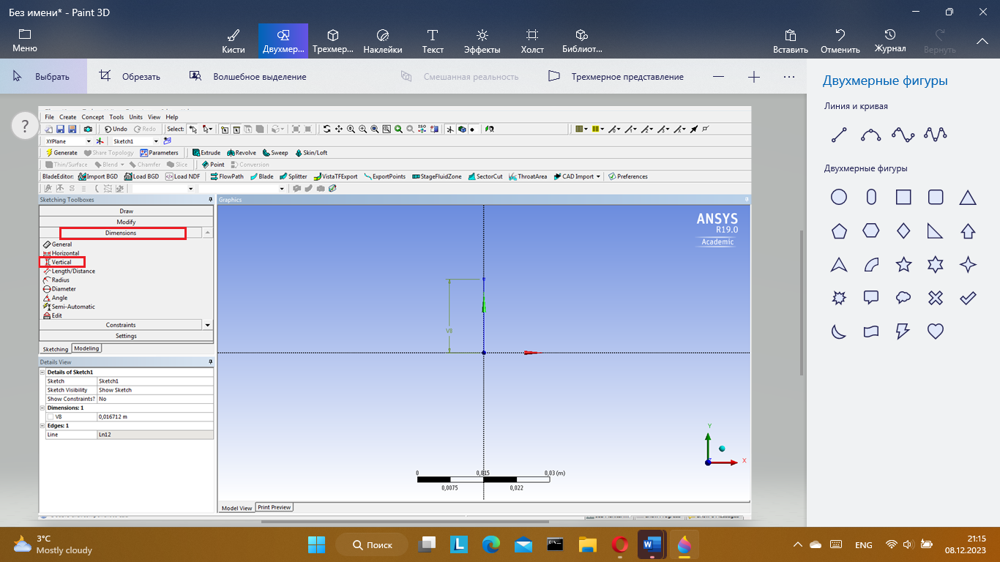 Без имени* - Paint 3D
Меню
Кисти
Двухмер...
Трехмер...
Наклейки
Текст
Эффекты
Холст
Библиот...
Вставить
Отменить
Журнал
Вернуть
Выбрать
Обрезать
Волшебное выделение
Смешанная реальность
Трехмерное представление
Двухмерные фигуры
Линия и кривая
Двухмерные фигуры
?
File Create Concept Tools Units View Help
Undo Redo Select:
XYPlane Sketch1
Generate Share Topology Parameters Extrude Revolve Sweep Skin/Loft
Thin/Surface Blend Chamfer Slice Point Conversion
BladeEditor: Import BGD Load BGD Load NDF FlowPath Blade Splitter VistaTFExport ExportPoints StageFluidZone SectorCut ThroatArea CAD Import Preferences
Sketching Toolboxes
Draw
Modify
Dimensions
General
Horizontal
Vertical
Length/Distance
Radius
Diameter
Angle
Semi-Automatic
Edit
Constraints
Settings
Sketching Modeling
Details View
Details of Sketch1
Sketch Sketch1
Sketch Visibility Show Sketch
Show Constraints? No
Dimensions: 1
V8 0,016712 m
Edges: 1
Line Ln12
Graphics
ANSYS
R19.0
Academic
V8
Y
X
0 0,015 0,03 (m)
0,0075 0,022
Model View Print Preview
3°C
Mostly cloudy
Поиск
ENG
21:15
08.12.2023